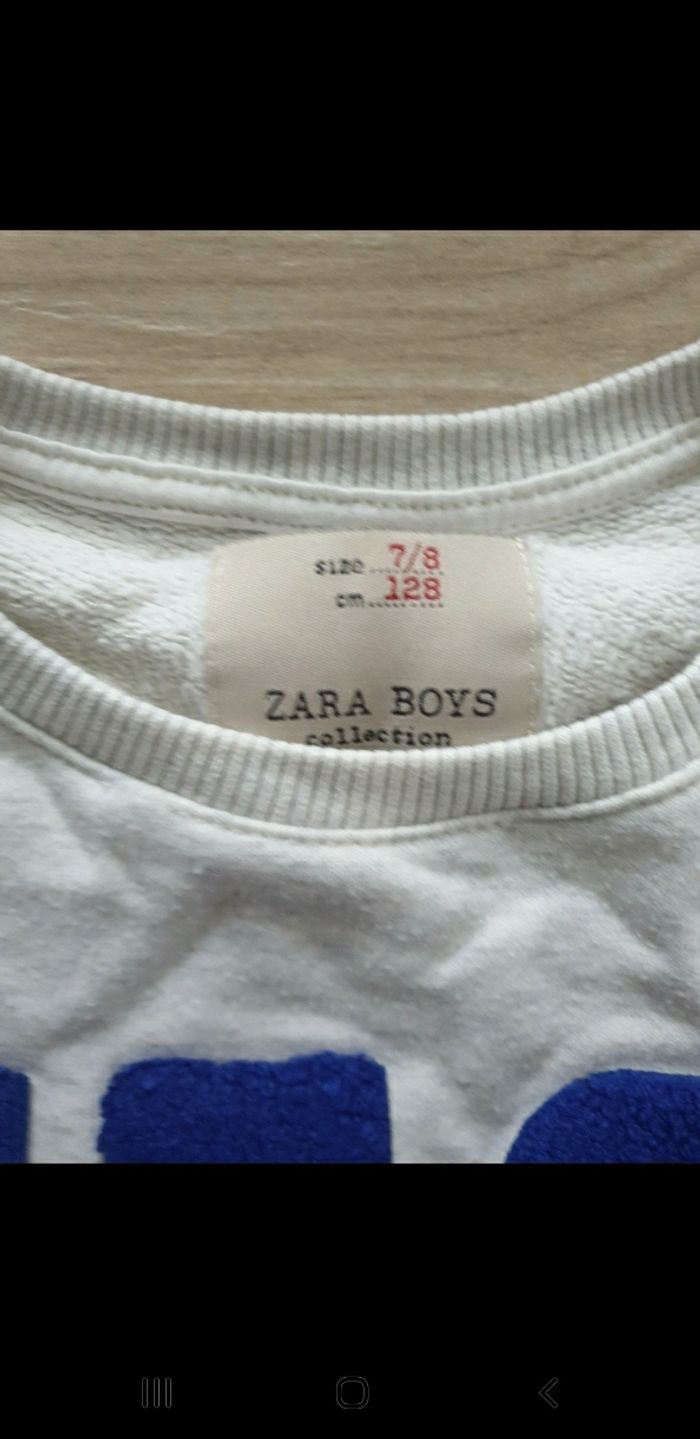 size 7/8
cm 128
ZARA BOYS
collection